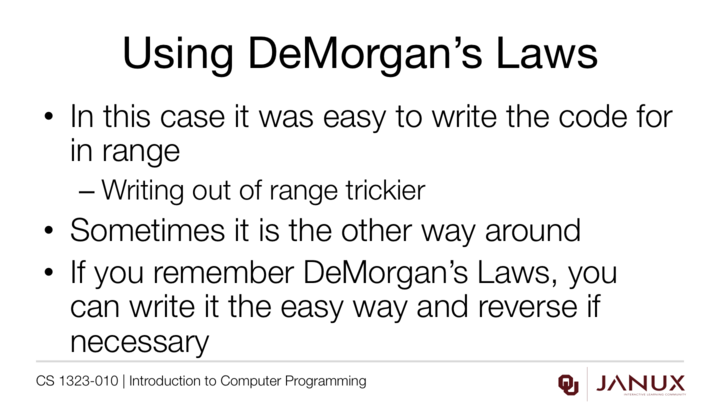 Using DeMorgan's Laws
• In this case it was easy to write the code for
in range
– Writing out of range trickier
• Sometimes it is the other way around
• If you remember DeMorgan's Laws, you
can write it the easy way and reverse if
necessary
CS 1323-010 | Introduction to Computer Programming
JANUX